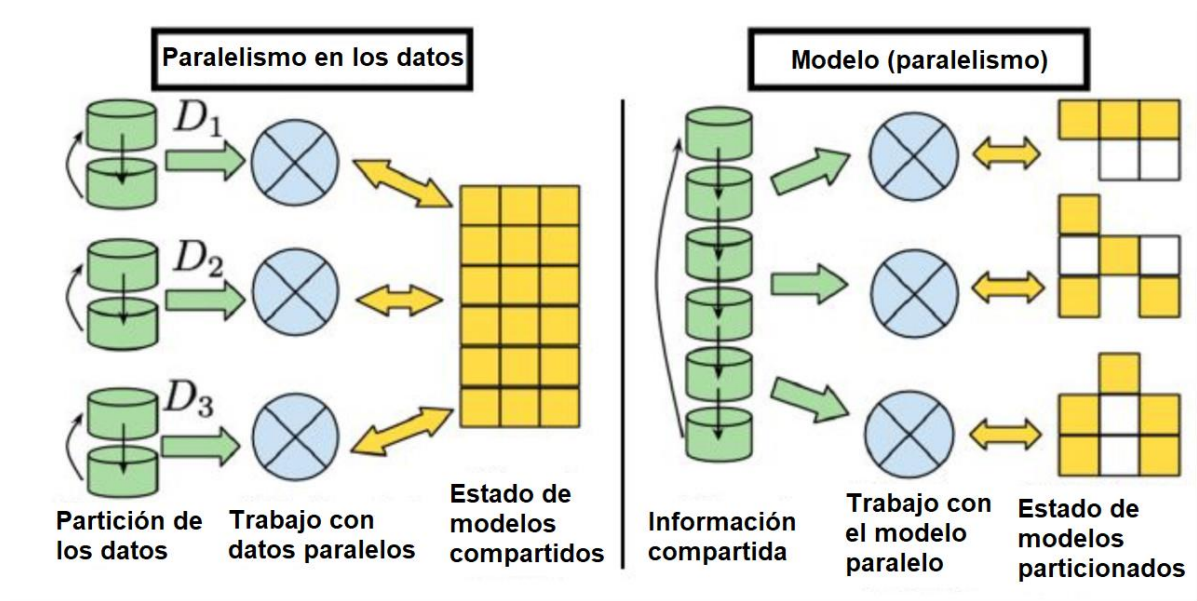 Paralelismo en los datos
D1
D2
D3
Partición de
los datos
Trabajo con
datos paralelos
Estado de
modelos
compartidos
Modelo (paralelismo)
Información
compartida
Trabajo con
el modelo
paralelo
Estado de
modelos
particionados